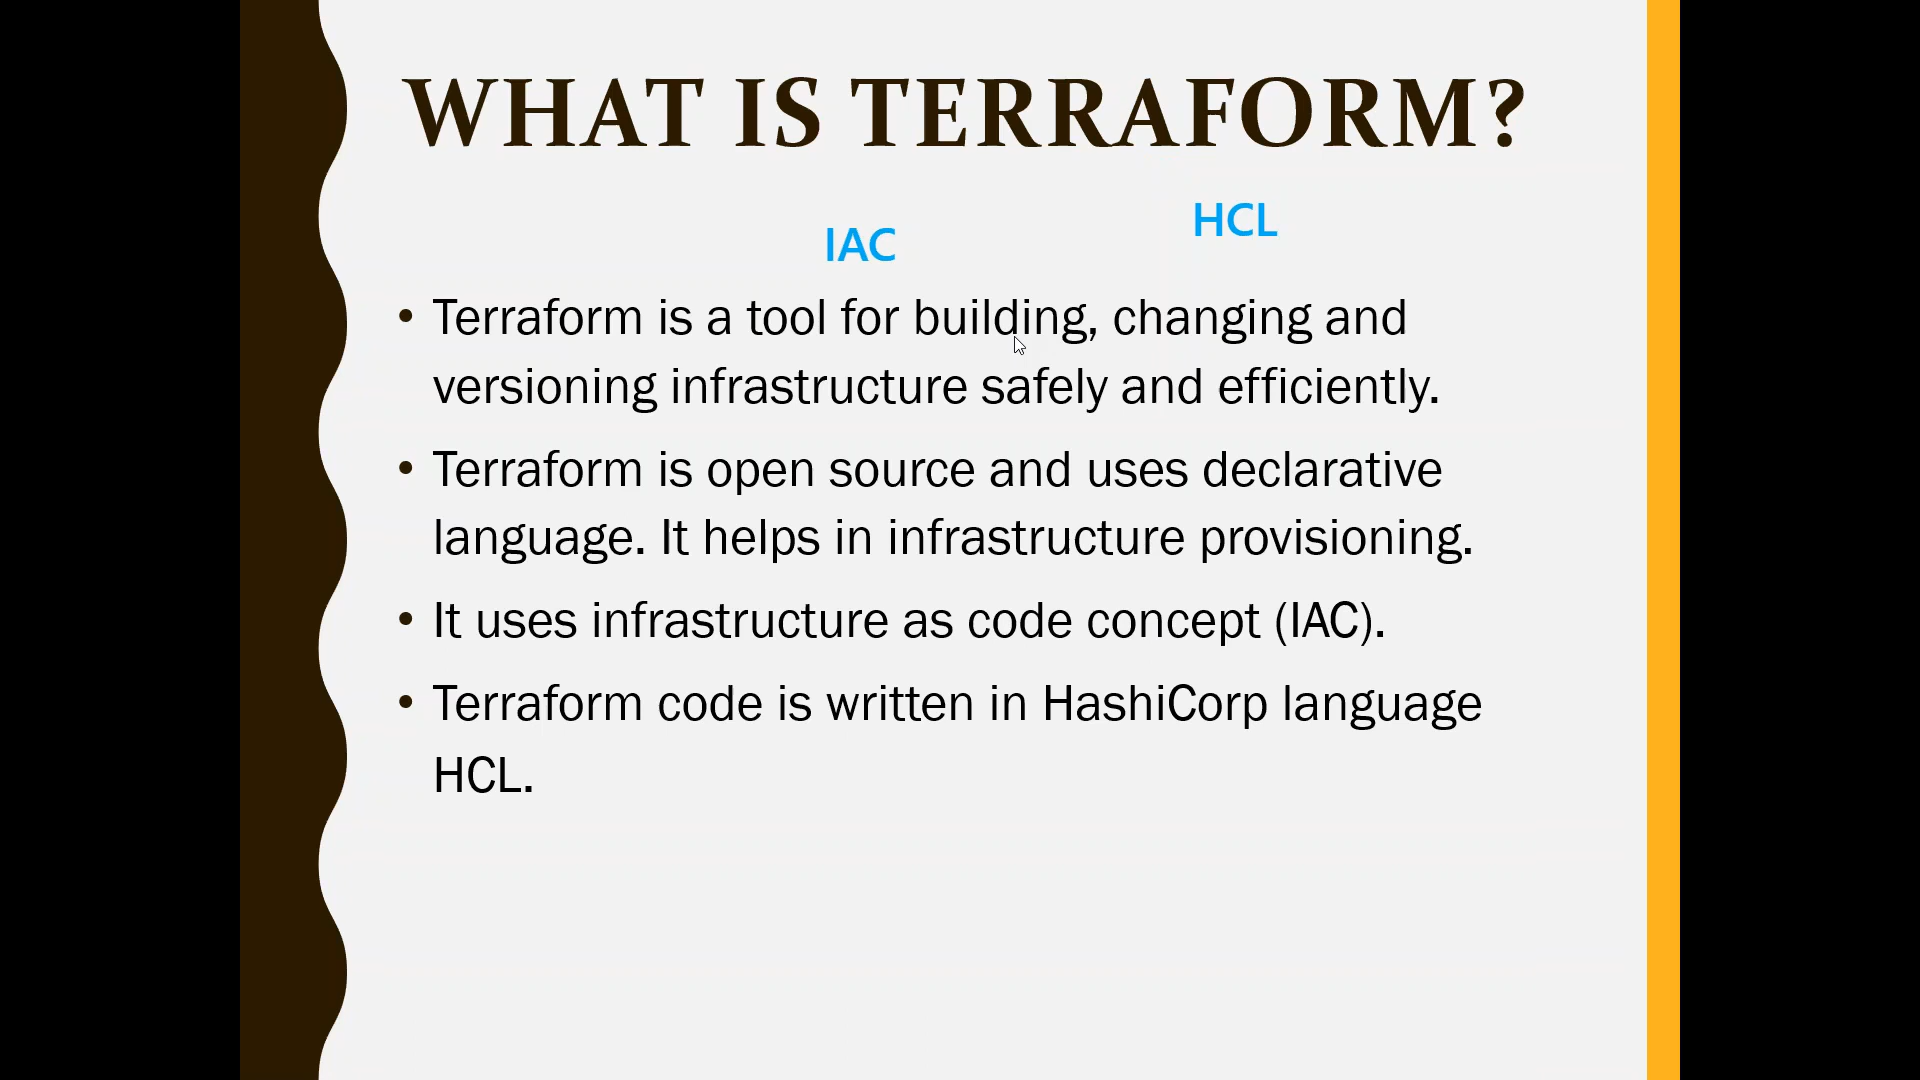 WHAT IS TERRAFORM?
HCL
IAC
• Terraform is a tool for building, changing and
versioning infrastructure safely and efficiently.
• Terraform is open source and uses declarative
language. It helps in infrastructure provisioning.
• It uses infrastructure as code concept (IAC).
• Terraform code is written in HashiCorp language
HCL.